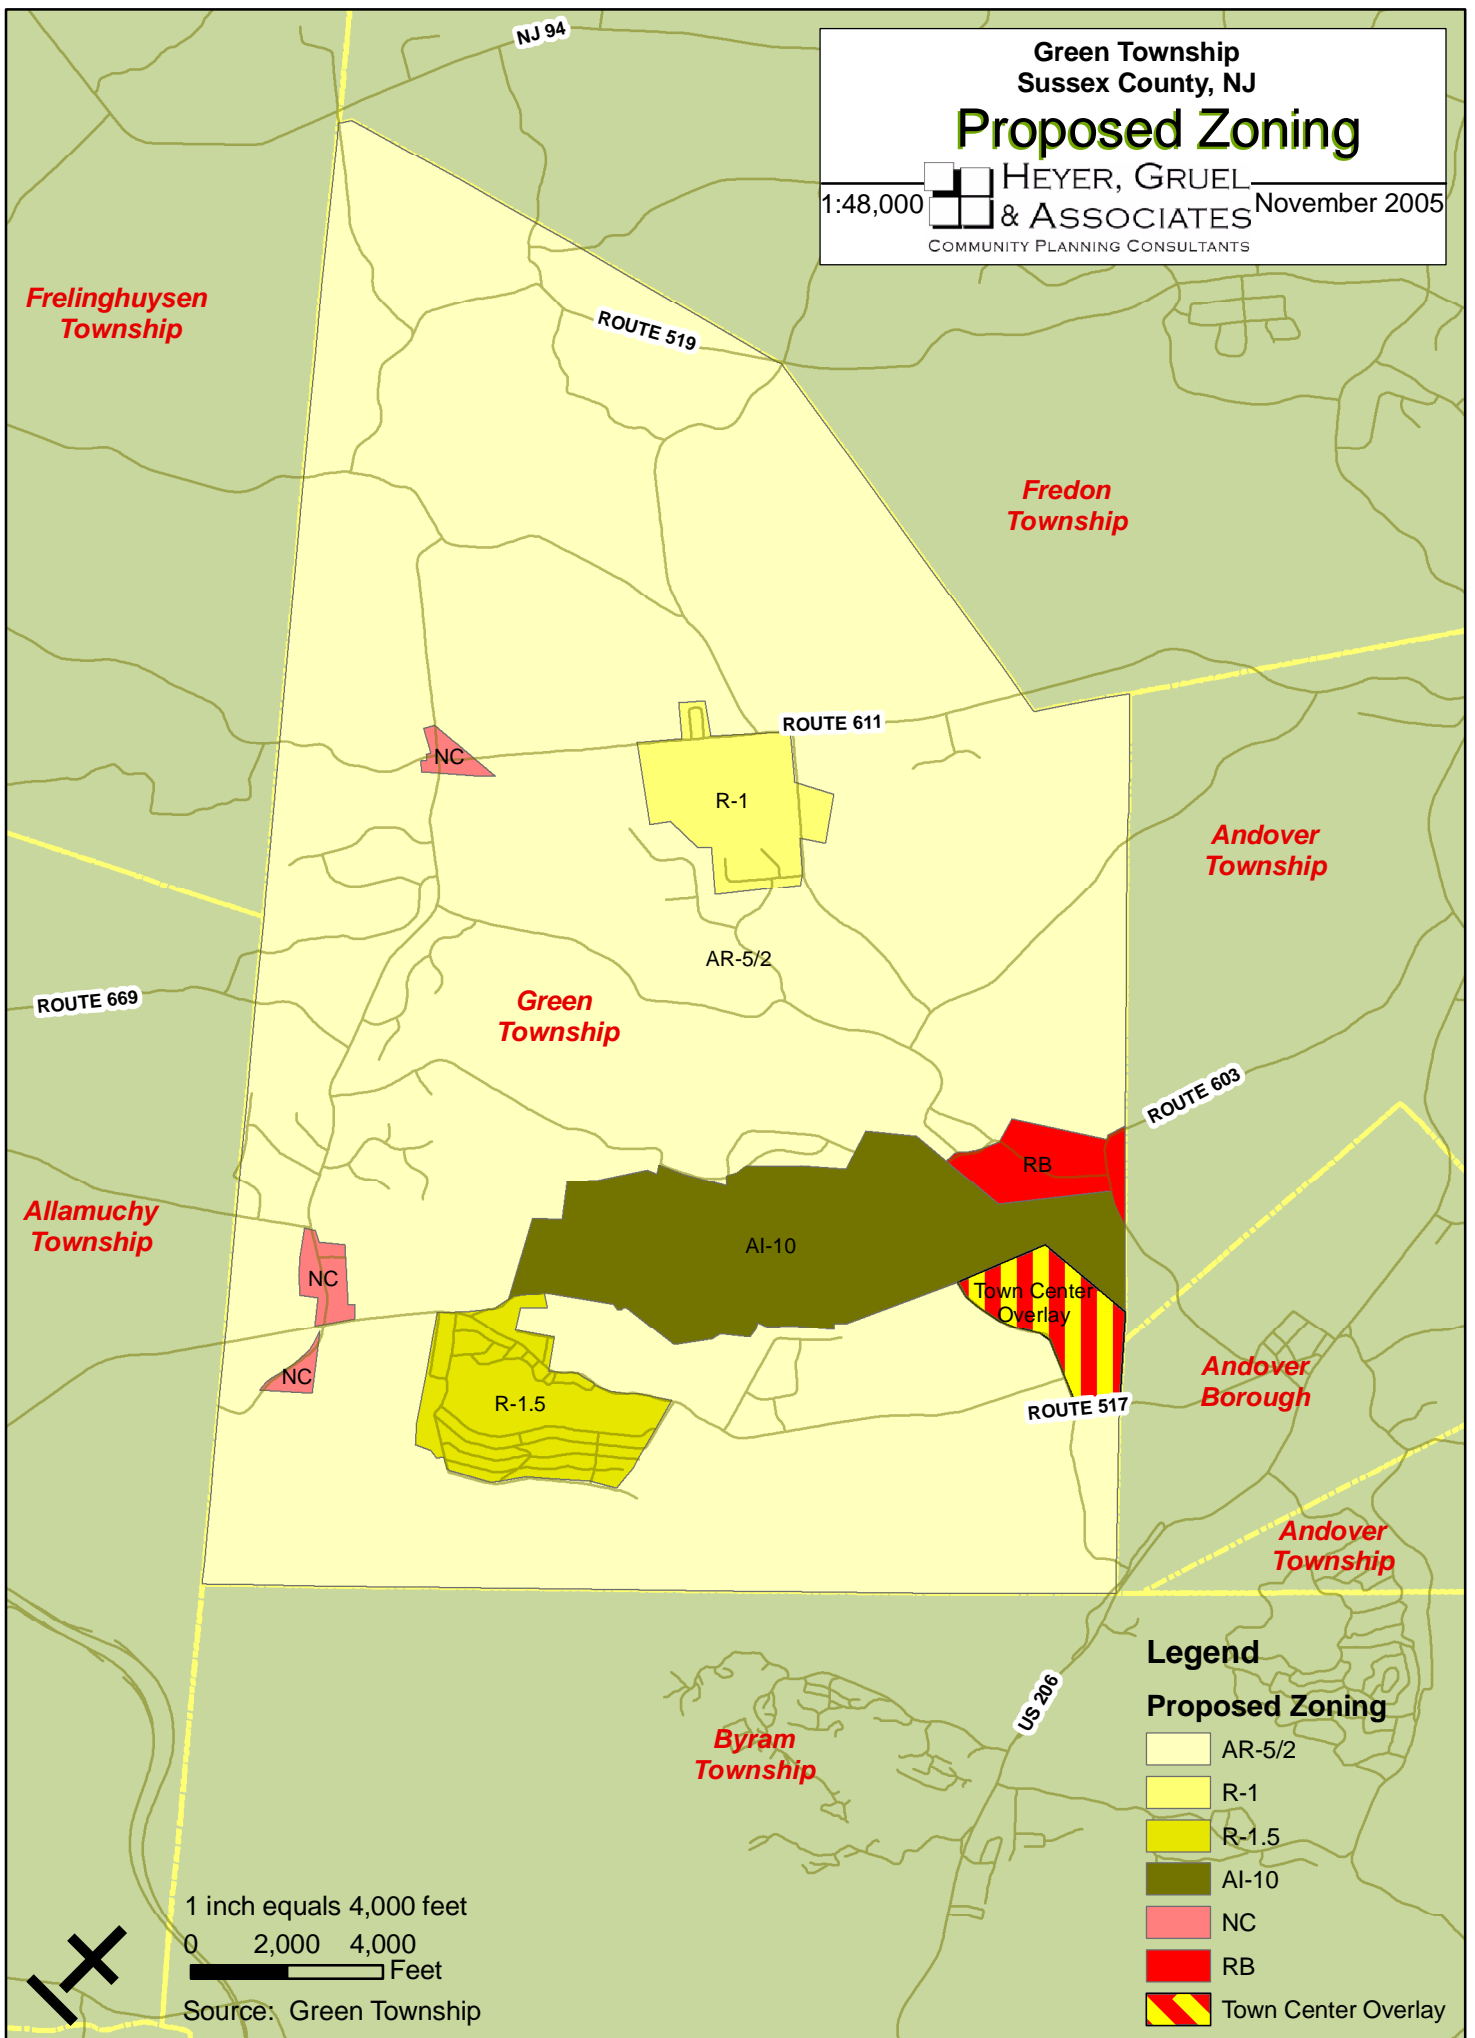 Green Township
Sussex County, NJ
Proposed Zoning
HEYER, GRUEL
& ASSOCIATES
COMMUNITY PLANNING CONSULTANTS
1:48,000
November 2005
NJ 94
Frelinghuysen
Township
ROUTE 519
Fredon
Township
ROUTE 611
NC
R-1
Andover
Township
AR-5/2
ROUTE 669
Green
Township
ROUTE 603
RB
Allamuchy
Township
AI-10
NC
Town Center
Overlay
NC
R-1.5
Andover
Borough
ROUTE 517
Andover
Township
US 206
Byram
Township
Legend
Proposed Zoning
AR-5/2
R-1
R-1.5
AI-10
NC
RB
Town Center Overlay
1 inch equals 4,000 feet
0 2,000 4,000
Feet
Source: Green Township